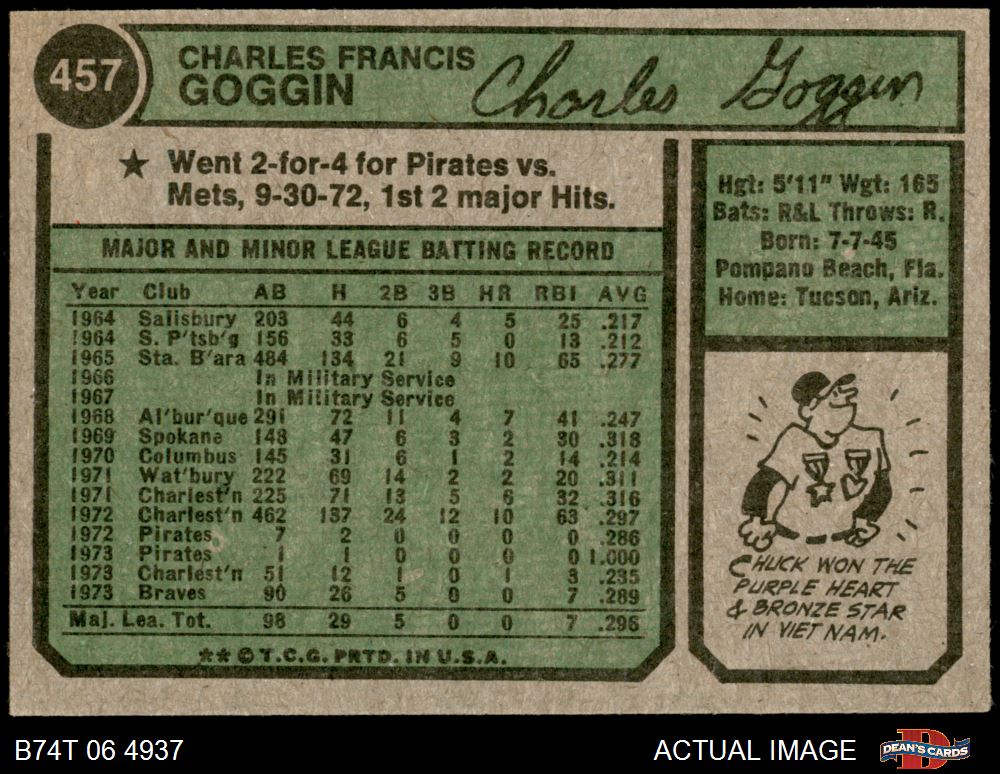 457
CHARLES FRANCIS
GOGGIN
Charles Goggin
★ Went 2-for-4 for Pirates vs.
Mets, 9-30-72, 1st 2 major Hits.
MAJOR AND MINOR LEAGUE BATTING RECORD
Year Club AB H 2B 3B HR RBI AVG
1964 Salisbury 203 44 6 4 5 25 .217
1964 S. P'tsb'g 156 33 6 5 0 13 .212
1965 Sta. B'ara 484 134 21 9 10 65 .277
1966 In Military Service
1967 In Military Service
1968 Al'bur'que 291 72 11 4 7 41 .247
1969 Spokane 148 47 6 3 2 30 .318
1970 Columbus 145 31 6 1 2 14 .214
1971 Wat'bury 222 69 14 2 2 20 .311
1971 Charlest'n 225 71 13 5 6 32 .316
1972 Charlest'n 462 137 24 12 10 63 .297
1972 Pirates 7 2 0 0 0 0 .286
1973 Pirates 1 1 0 0 0 0 1.000
1973 Charlest'n 51 12 1 0 1 3 .235
1973 Braves 90 26 5 0 0 7 .289
Maj. Lea. Tot. 98 29 5 0 0 7 .296
** © T.C.G. PRTD. IN U.S.A.
Hgt: 5'11" Wgt: 165
Bats: R&L Throws: R.
Born: 7-7-45
Pompano Beach, Fla.
Home: Tucson, Ariz.
CHUCK WON THE
PURPLE HEART
& BRONZE STAR
IN VIET NAM.
B74T 06 4937
ACTUAL IMAGE
DEAN'S CARDS